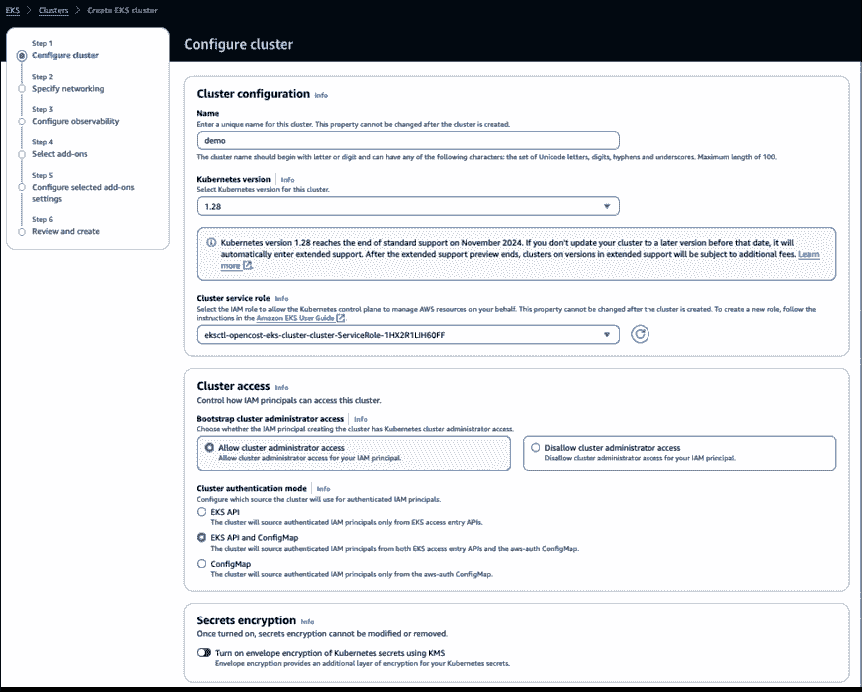 EKS > Clusters > Create EKS cluster
Step 1
Configure cluster
Step 2
Specify networking
Step 3
Configure observability
Step 4
Select add-ons
Step 5
Configure selected add-ons
settings
Step 6
Review and create
Configure cluster
Cluster configuration Info
Name
Enter a unique name for this cluster. This property cannot be changed after the cluster is created.
demo
The cluster name should begin with letter or digit and can have any of the following characters: the set of Unicode letters, digits, hyphens and underscores. Maximum length of 100.
Kubernetes version | Info
Select Kubernetes version for this cluster.
1.28
Kubernetes version 1.28 reaches the end of standard support on November 2024. If you don't update your cluster to a later version before that date, it will
automatically enter extended support. After the extended support preview ends, clusters on versions in extended support will be subject to additional fees. Learn
more
Cluster service role Info
Select the IAM role to allow the Kubernetes control plane to manage AWS resources on your behalf. This property cannot be changed after the cluster is created. To create a new role, follow the
instructions in the Amazon EKS User Guide.
eksctl-opencost-eks-cluster-cluster-ServiceRole-1HX2R1LIH60FF
Cluster access Info
Control how IAM principals can access this cluster.
Bootstrap cluster administrator access | Info
Choose whether the IAM principal creating the cluster has Kubernetes cluster administrator access.
Allow cluster administrator access
Allow cluster administrator access for your IAM principal.
Disallow cluster administrator access
Disallow cluster administrator access for your IAM principal.
Cluster authentication mode | Info
Configure which source the cluster will use for authenticated IAM principals.
EKS API
The cluster will source authenticated IAM principals only from EKS access entry APIs.
EKS API and ConfigMap
The cluster will source authenticated IAM principals from both EKS access entry APIs and the aws-auth ConfigMap.
ConfigMap
The cluster will source authenticated IAM principals only from the aws-auth ConfigMap.
Secrets encryption Info
Once turned on, secrets encryption cannot be modified or removed.
Turn on envelope encryption of Kubernetes secrets using KMS
Envelope encryption provides an additional layer of encryption for your Kubernetes secrets.